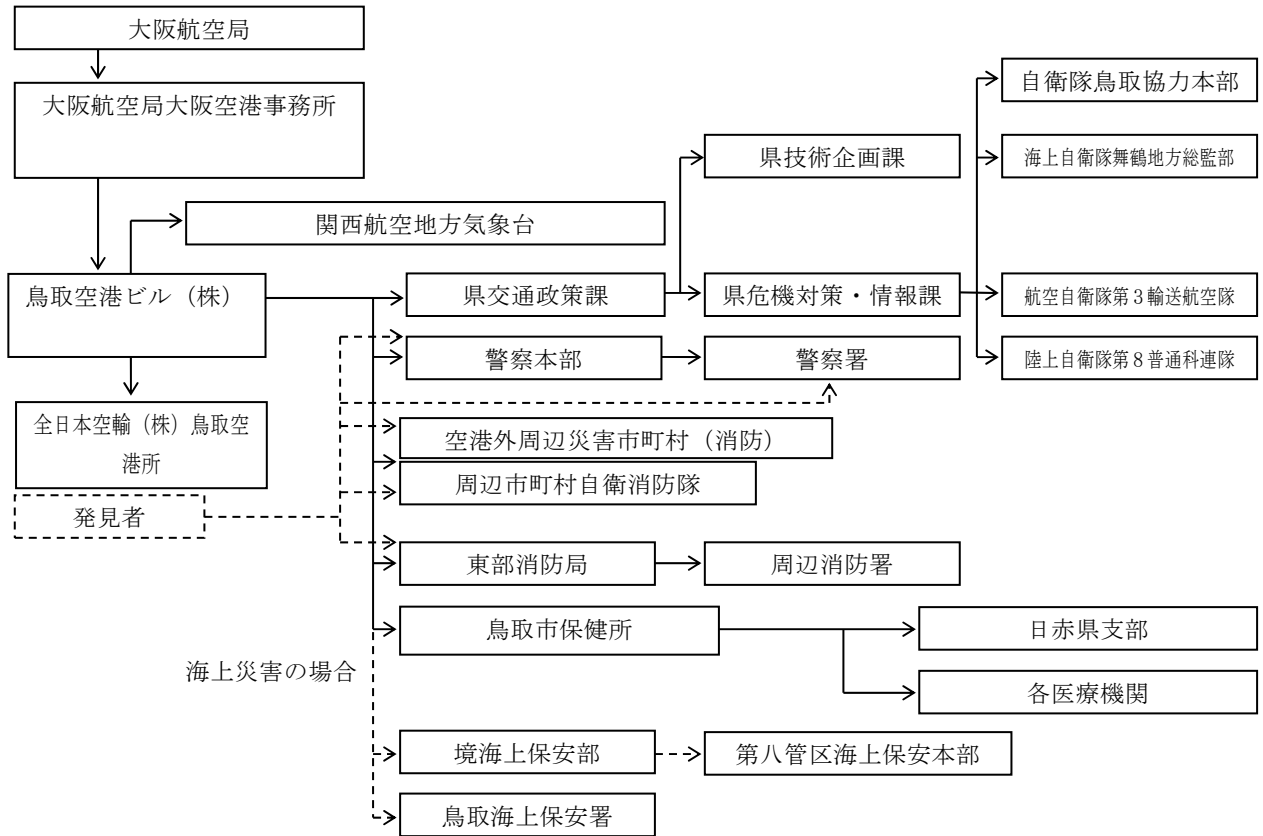 大阪航空局
大阪航空局大阪空港事務所
自衛隊鳥取協力本部
県技術企画課
海上自衛隊舞鶴地方総監部
関西航空地方気象台
鳥取空港ビル（株）
県交通政策課
県危機対策・情報課
航空自衛隊第３輸送航空隊
警察本部
警察署
陸上自衛隊第８普通科連隊
全日本空輸（株）鳥取空
港所
空港外周辺災害市町村（消防）
周辺市町村自衛消防隊
発見者
東部消防局
周辺消防署
鳥取市保健所
日赤県支部
海上災害の場合
各医療機関
境海上保安部
第八管区海上保安本部
鳥取海上保安署